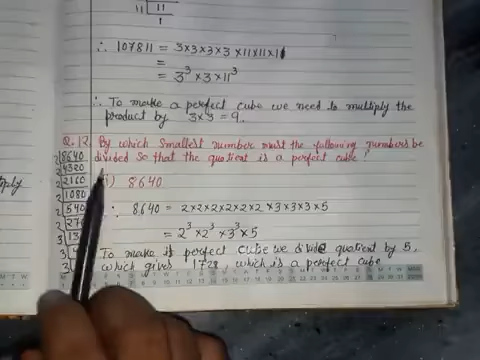 11 | 11
1
∴ 107811 = 3×3×3×3 ×11×11×11
=
= 3³×3×11³
∴ To make a perfect cube we need to multiply the
product by 3×3 = 9.
Q.12. By which smallest number must the following numbers be
divided so that the quotient is a perfect cube?
2|8640
2|4320
2|2160
2|1080
2|540
i) 8640
∴ 8640 = 2×2×2×2×2×2×3×3×3×5
= 2³×2³×3³×5
To make it perfect cube we divide quotient by 5,
which gives 1728, which is a perfect cube